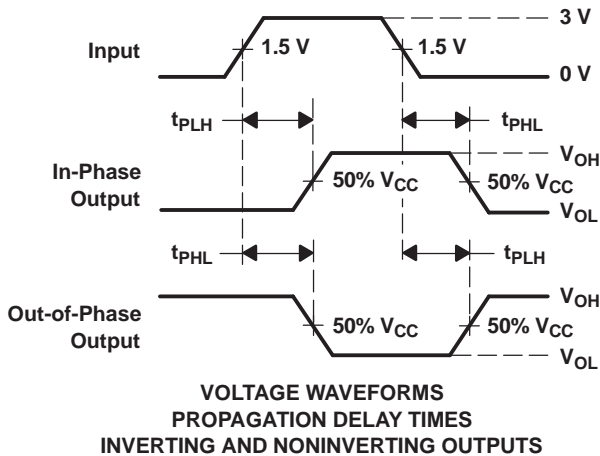 3 V
Input
1.5 V
1.5 V
0 V
tPLH
tPHL
VOH
In-Phase
Output
50% VCC
50% VCC
VOL
tPHL
tPLH
VOH
Out-of-Phase
Output
50% VCC
50% VCC
VOL
VOLTAGE WAVEFORMS
PROPAGATION DELAY TIMES
INVERTING AND NONINVERTING OUTPUTS